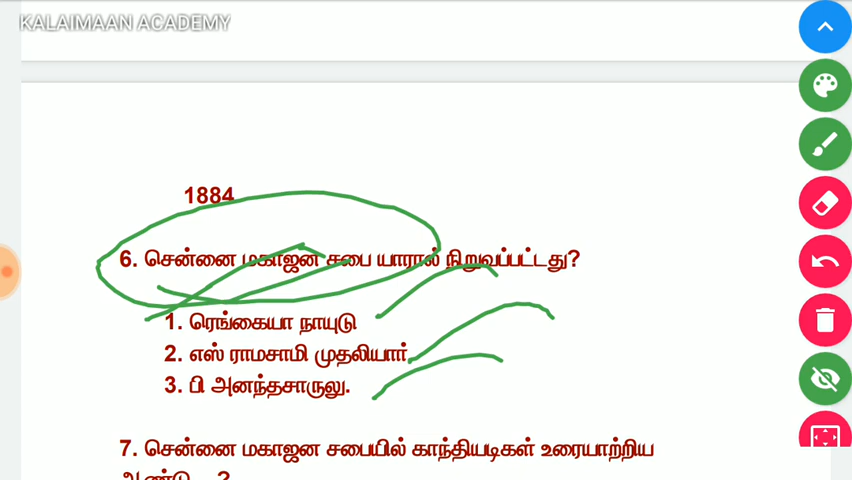 KALAIMAAN ACADEMY
1884
6. சென்னை மகாஜன சபை யாரால் நிறுவப்பட்டது?
1. ரெங்கையா நாயுடு
2. எஸ் ராமசாமி முதலியார்
3. பி அனந்தசாருலு.
7. சென்னை மகாஜன சபையில் காந்தியடிகள் உரையாற்றிய
ஆண்டு....?